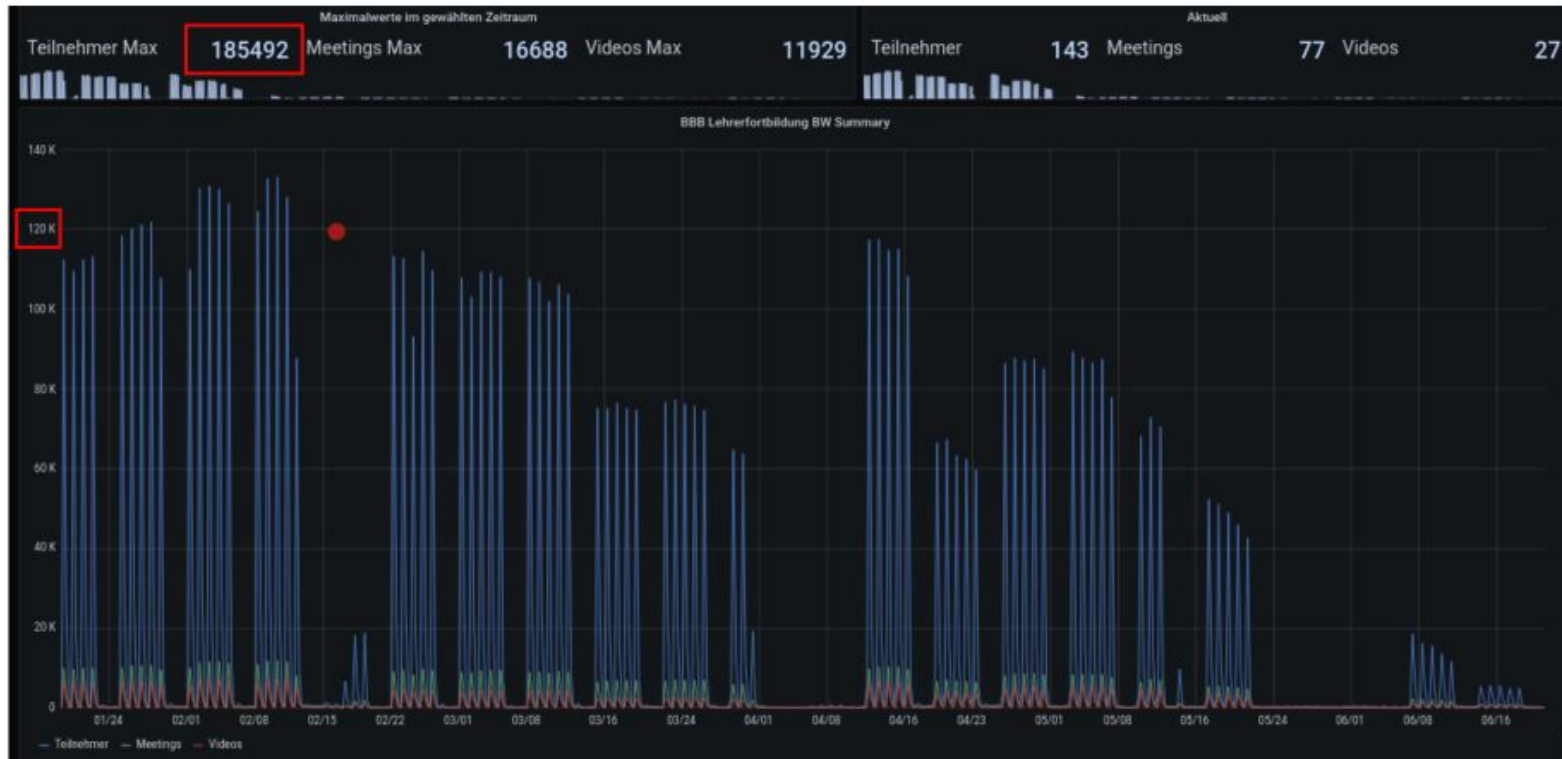 Maximalwerte im gewählten Zeitraum
Teilnehmer Max 185492 Meetings Max 16688 Videos Max 11929
Aktuell
Teilnehmer 143 Meetings 77 Videos 27
BBB Lehrerfortbildung BW Summary
140 K
120 K
100 K
80 K
60 K
40 K
20 K
0
01/24 02/01 02/08 02/15 02/22 03/01 03/08 03/16 03/24 04/01 04/08 04/16 04/23 05/01 05/08 05/16 05/24 06/01 06/08 06/16
Teilnehmer Meetings Videos